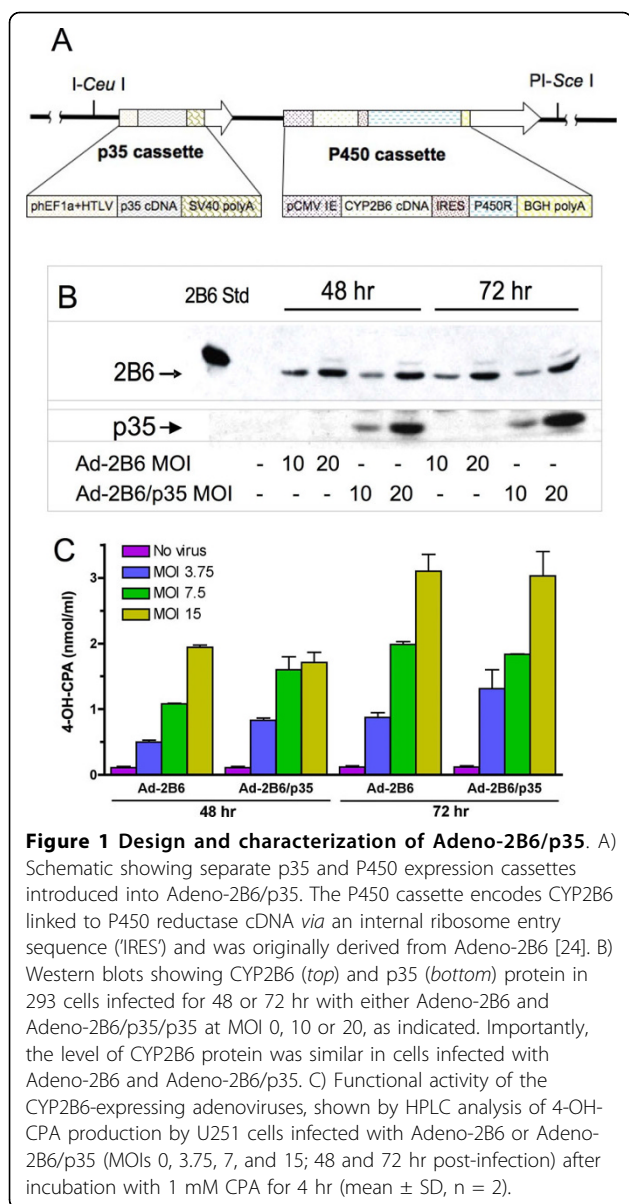 A
I-Ceu I
PI-Sce I
p35 cassette
P450 cassette
phEF1a+HTLV p35 cDNA SV40 polyA
pCMV IE CYP2B6 cDNA IRES P450R BGH polyA
B
2B6 Std 48 hr 72 hr
2B6→
p35→
Ad-2B6 MOI - 10 20 - - 10 20 - -
Ad-2B6/p35 MOI - - - 10 20 - - 10 20
C
No virus
MOI 3.75
MOI 7.5
MOI 15
4-OH-CPA (nmol/ml)
3
2
1
0
Ad-2B6 Ad-2B6/p35 Ad-2B6 Ad-2B6/p35
48 hr 72 hr
Figure 1 Design and characterization of Adeno-2B6/p35. A)
Schematic showing separate p35 and P450 expression cassettes
introduced into Adeno-2B6/p35. The P450 cassette encodes CYP2B6
linked to P450 reductase cDNA via an internal ribosome entry
sequence ('IRES') and was originally derived from Adeno-2B6 [24]. B)
Western blots showing CYP2B6 (top) and p35 (bottom) protein in
293 cells infected for 48 or 72 hr with either Adeno-2B6 and
Adeno-2B6/p35/p35 at MOI 0, 10 or 20, as indicated. Importantly,
the level of CYP2B6 protein was similar in cells infected with
Adeno-2B6 and Adeno-2B6/p35. C) Functional activity of the
CYP2B6-expressing adenoviruses, shown by HPLC analysis of 4-OH-
CPA production by U251 cells infected with Adeno-2B6 or Adeno-
2B6/p35 (MOIs 0, 3.75, 7, and 15; 48 and 72 hr post-infection) after
incubation with 1 mM CPA for 4 hr (mean ± SD, n = 2).